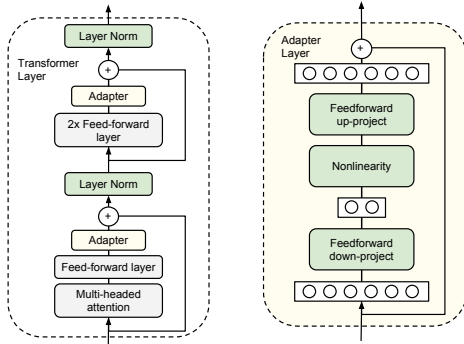 Layer Norm
Transformer
Layer
+
Adapter
2x Feed-forward
layer
Layer Norm
+
Adapter
Feed-forward layer
Multi-headed
attention
Adapter
Layer
+
Feedforward
up-project
Nonlinearity
Feedforward
down-project